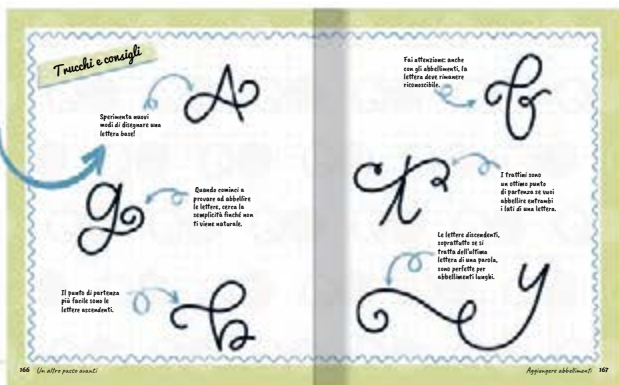 Trucchi e consigli
A
Sperimenta nuovi
modi di disegnare una
lettera base!
g
Quando cominci a
provare ad abbellire
le lettere, cerca la
semplicità finché non
ti viene naturale.
Il punto di partenza
più facile sono le
lettere ascendenti.
b
166 Un altro passo avanti
Fai attenzione: anche
con gli abbellimenti, la
lettera deve rimanere
riconoscibile.
t
I trattini sono
un ottimo punto
di partenza se vuoi
abbellire entrambi
i lati di una lettera.
Le lettere discendenti,
soprattutto se si
tratta dell'ultima
lettera di una parola,
sono perfette per
abbellimenti lunghi.
y
Aggiungere abbellimenti 167